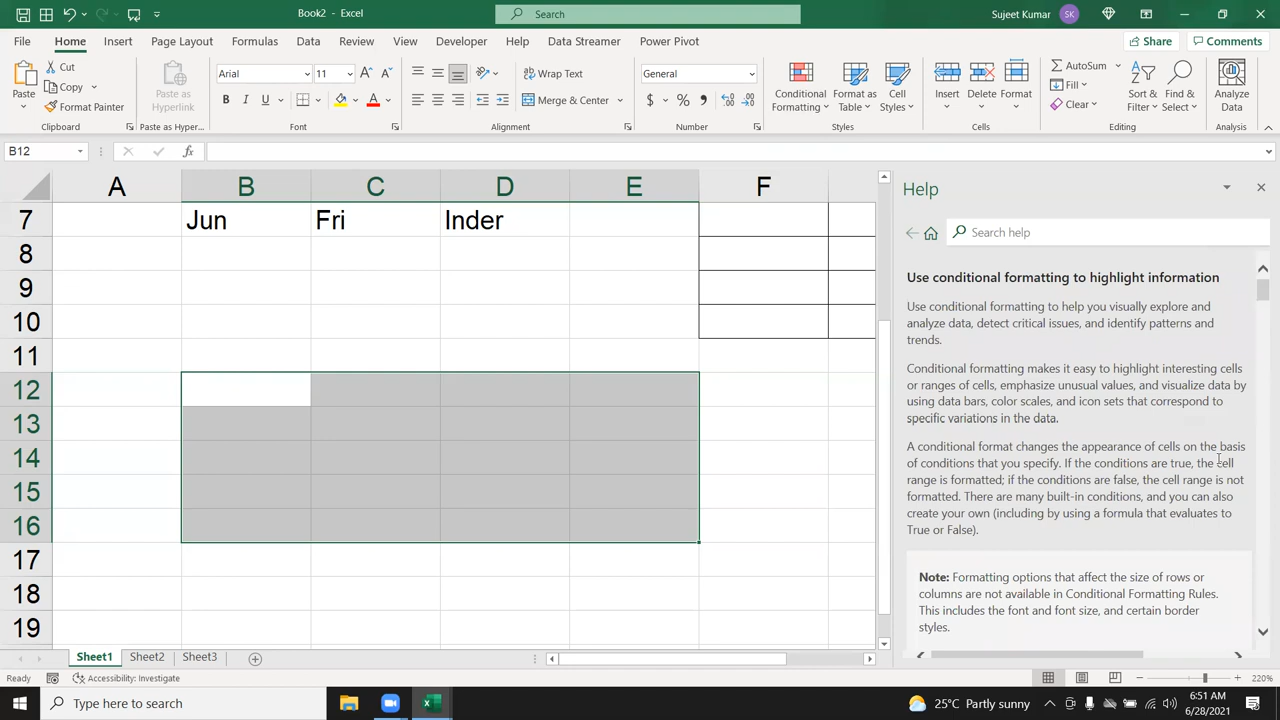 Book2 - Excel
Search
Sujeet Kumar
SK
File Home Insert Page Layout Formulas Data Review View Developer Help Data Streamer Power Pivot
Share
Comments
Paste
Cut
Copy
Format Painter
Clipboard
Paste as
Hyperlink
Paste as Hyper...
Arial
11
B I U
A
Font
Wrap Text
Merge & Center
Alignment
General
$ % ,
Number
Conditional
Formatting
Format as
Table
Cell
Styles
Styles
Insert
Delete
Format
Cells
AutoSum
Fill
Clear
Sort &
Filter
Find &
Select
Editing
Analyze
Data
Analysis
B12
fx
A B C D E F
7 Jun Fri Inder
8
9
10
11
12
13
14
15
16
17
18
19
Help
Search help
Use conditional formatting to highlight information
Use conditional formatting to help you visually explore and
analyze data, detect critical issues, and identify patterns and
trends.
Conditional formatting makes it easy to highlight interesting cells
or ranges of cells, emphasize unusual values, and visualize data by
using data bars, color scales, and icon sets that correspond to
specific variations in the data.
A conditional format changes the appearance of cells on the basis
of conditions that you specify. If the conditions are true, the cell
range is formatted; if the conditions are false, the cell range is not
formatted. There are many built-in conditions, and you can also
create your own (including by using a formula that evaluates to
True or False).
Note: Formatting options that affect the size of rows or
columns are not available in Conditional Formatting Rules.
This includes the font and font size, and certain border
styles.
Sheet1 Sheet2 Sheet3
Ready
Accessibility: Investigate
220%
Type here to search
25°C Partly sunny
6:51 AM
6/28/2021